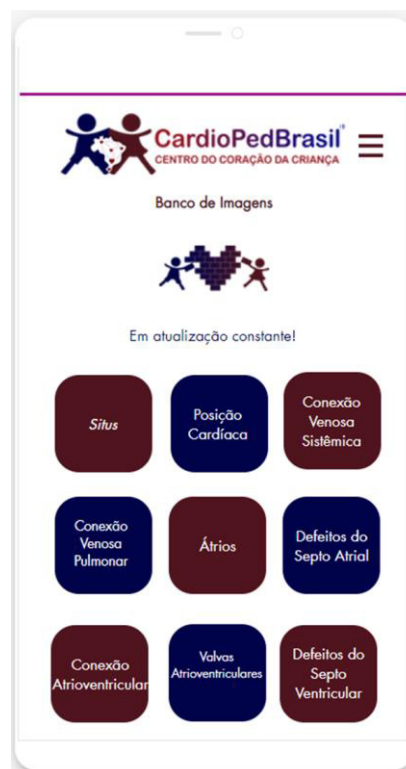 CardioPedBrasil®
CENTRO DO CORAÇÃO DA CRIANÇA
Banco de Imagens
Em atualização constante!
Situs
Posição
Cardíaca
Conexão
Venosa
Sistêmica
Conexão
Venosa
Pulmonar
Átrios
Defeitos do
Septo Atrial
Conexão
Atrioventricular
Valvas
Atrioventriculares
Defeitos do
Septo
Ventricular